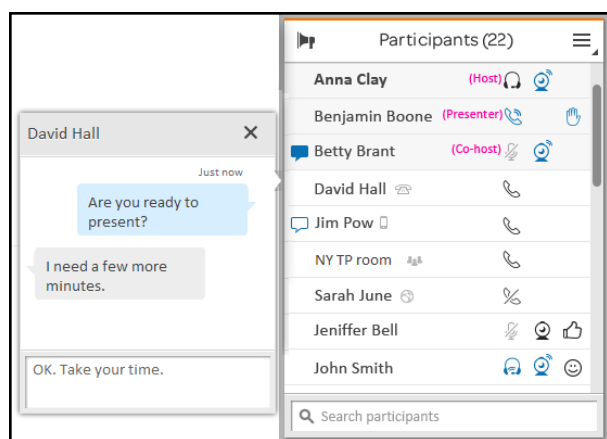 David Hall
Just now
Are you ready to
present?
I need a few more
minutes.
OK. Take your time.
Participants (22)
Anna Clay (Host)
Benjamin Boone (Presenter)
Betty Brant (Co-host)
David Hall
Jim Pow
NY TP room
Sarah June
Jeniffer Bell
John Smith
Search participants